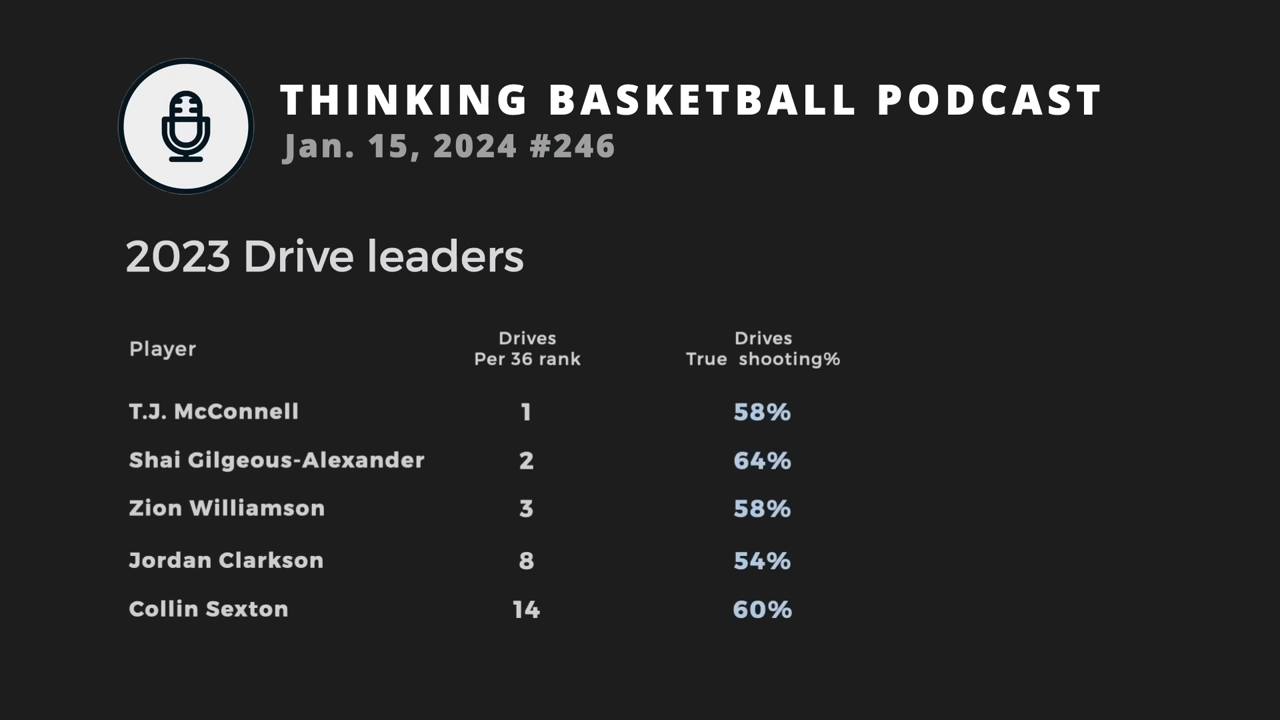 THINKING BASKETBALL PODCAST
Jan. 15, 2024 #246
2023 Drive leaders
Player
Drives
Per 36 rank
Drives
True shooting%
T.J. McConnell 1 58%
Shai Gilgeous-Alexander 2 64%
Zion Williamson 3 58%
Jordan Clarkson 8 54%
Collin Sexton 14 60%